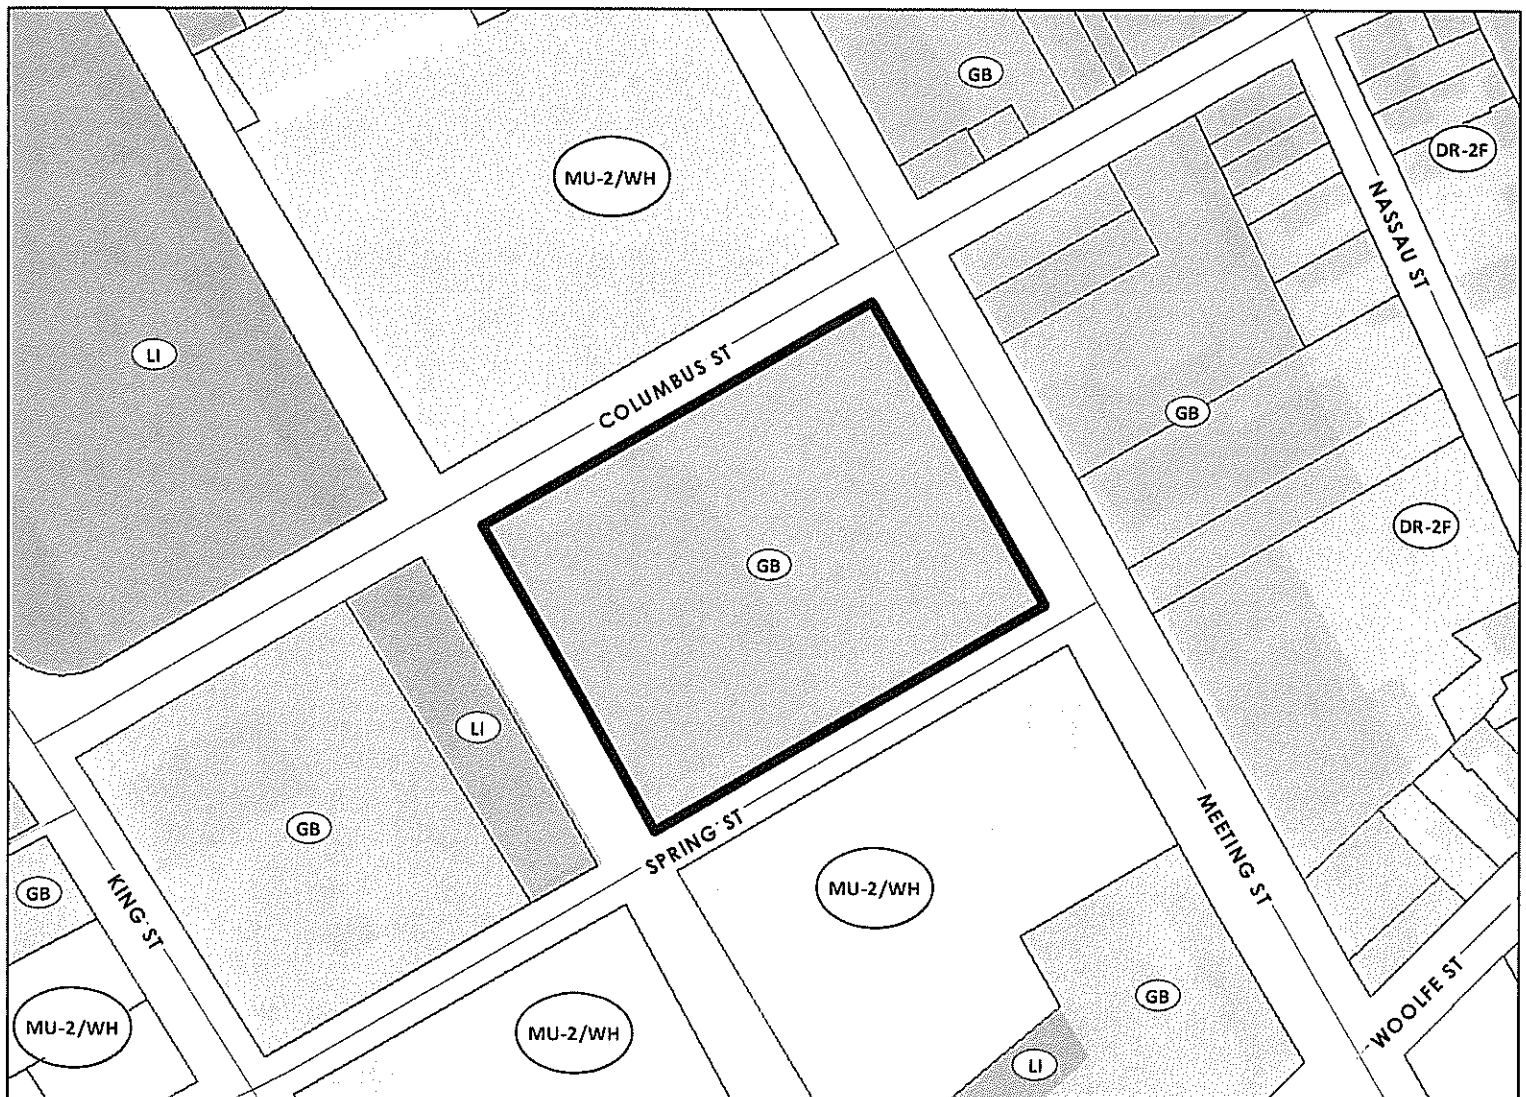 GB
DR-2F
MU-2/WH
NASSAU ST
LI
COLUMBUS ST
GB
DR-2F
GB
LI
GB
SPRING ST
MEETING ST
GB
KING ST
MU-2/WH
GB
WOOLFE ST
MU-2/WH
MU-2/WH
LI